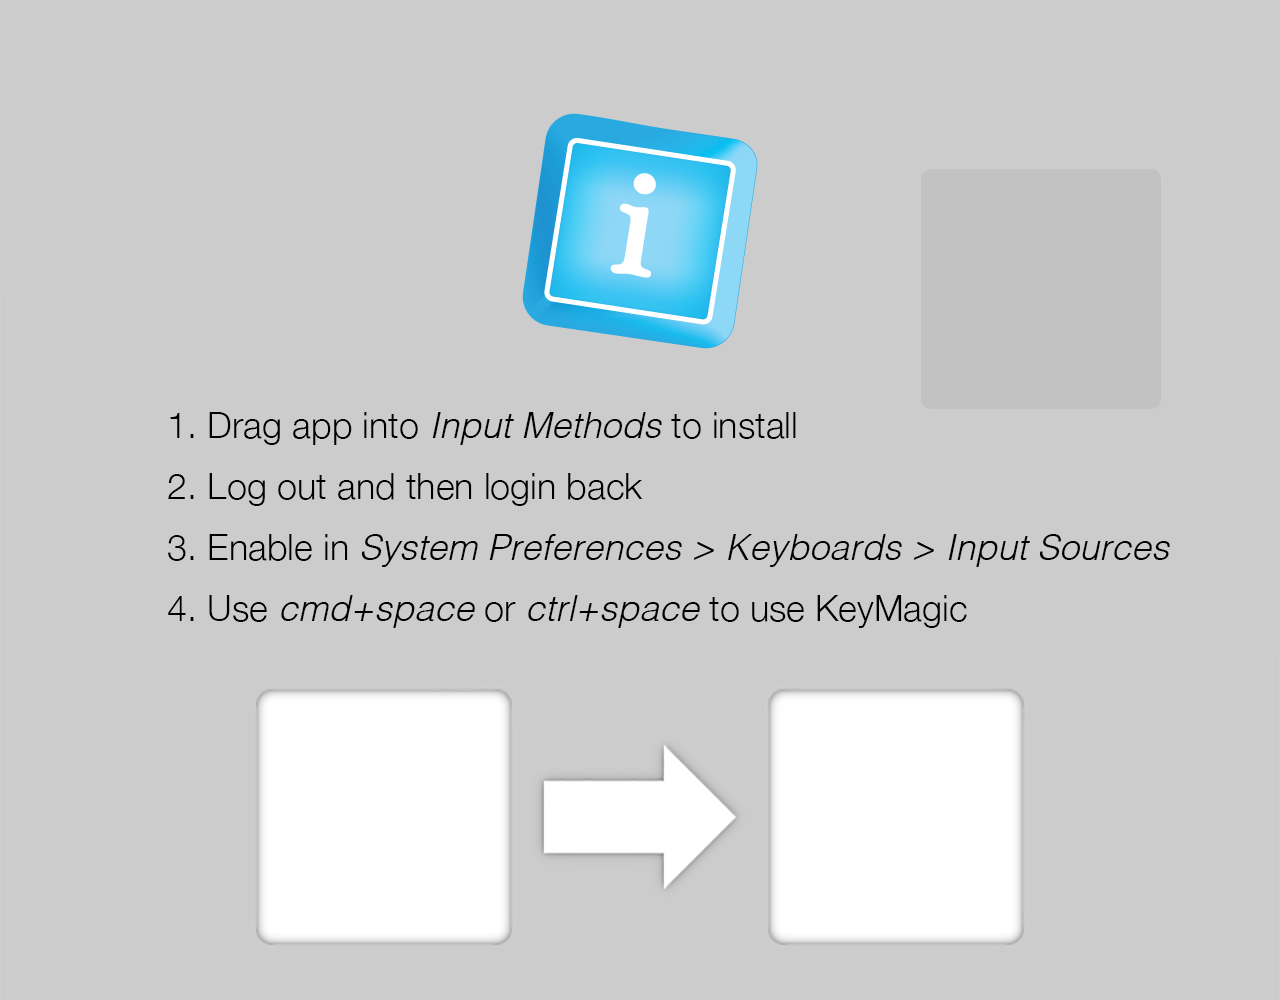 i
1. Drag app into Input Methods to install
2. Log out and then login back
3. Enable in System Preferences > Keyboards > Input Sources
4. Use cmd+space or ctrl+space to use KeyMagic